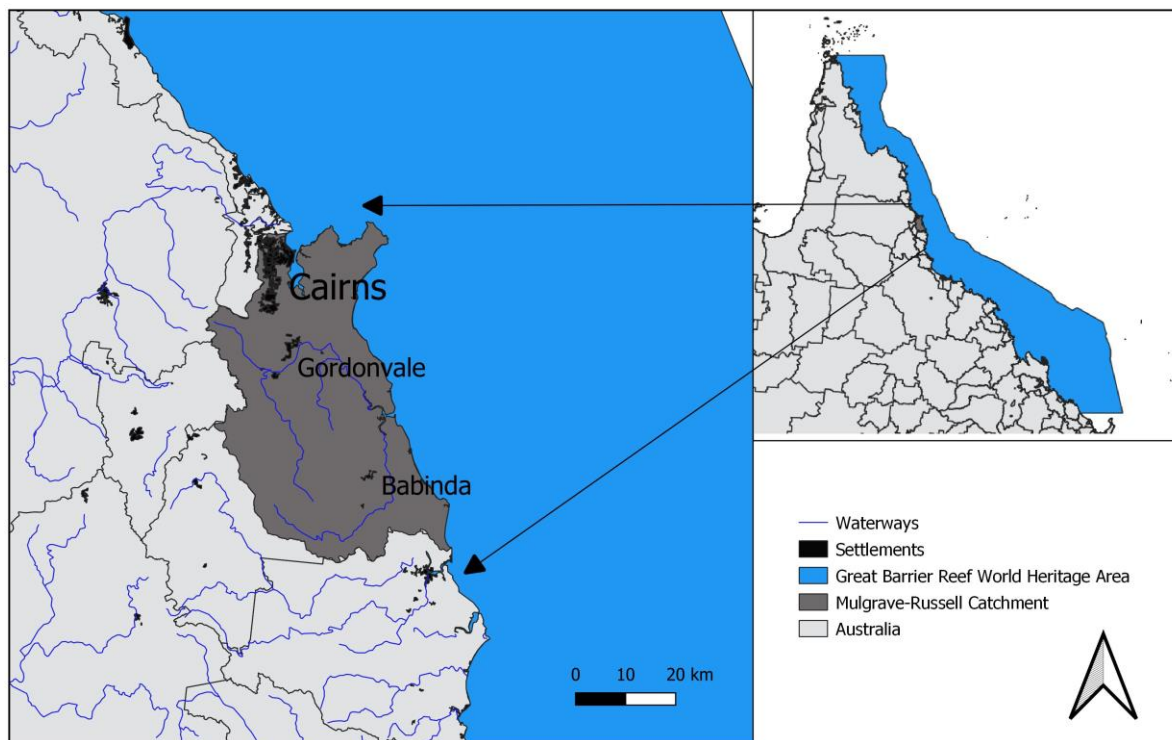 Cairns
Gordonvale
Babinda
0 10 20 km
Waterways
Settlements
Great Barrier Reef World Heritage Area
Mulgrave-Russell Catchment
Australia